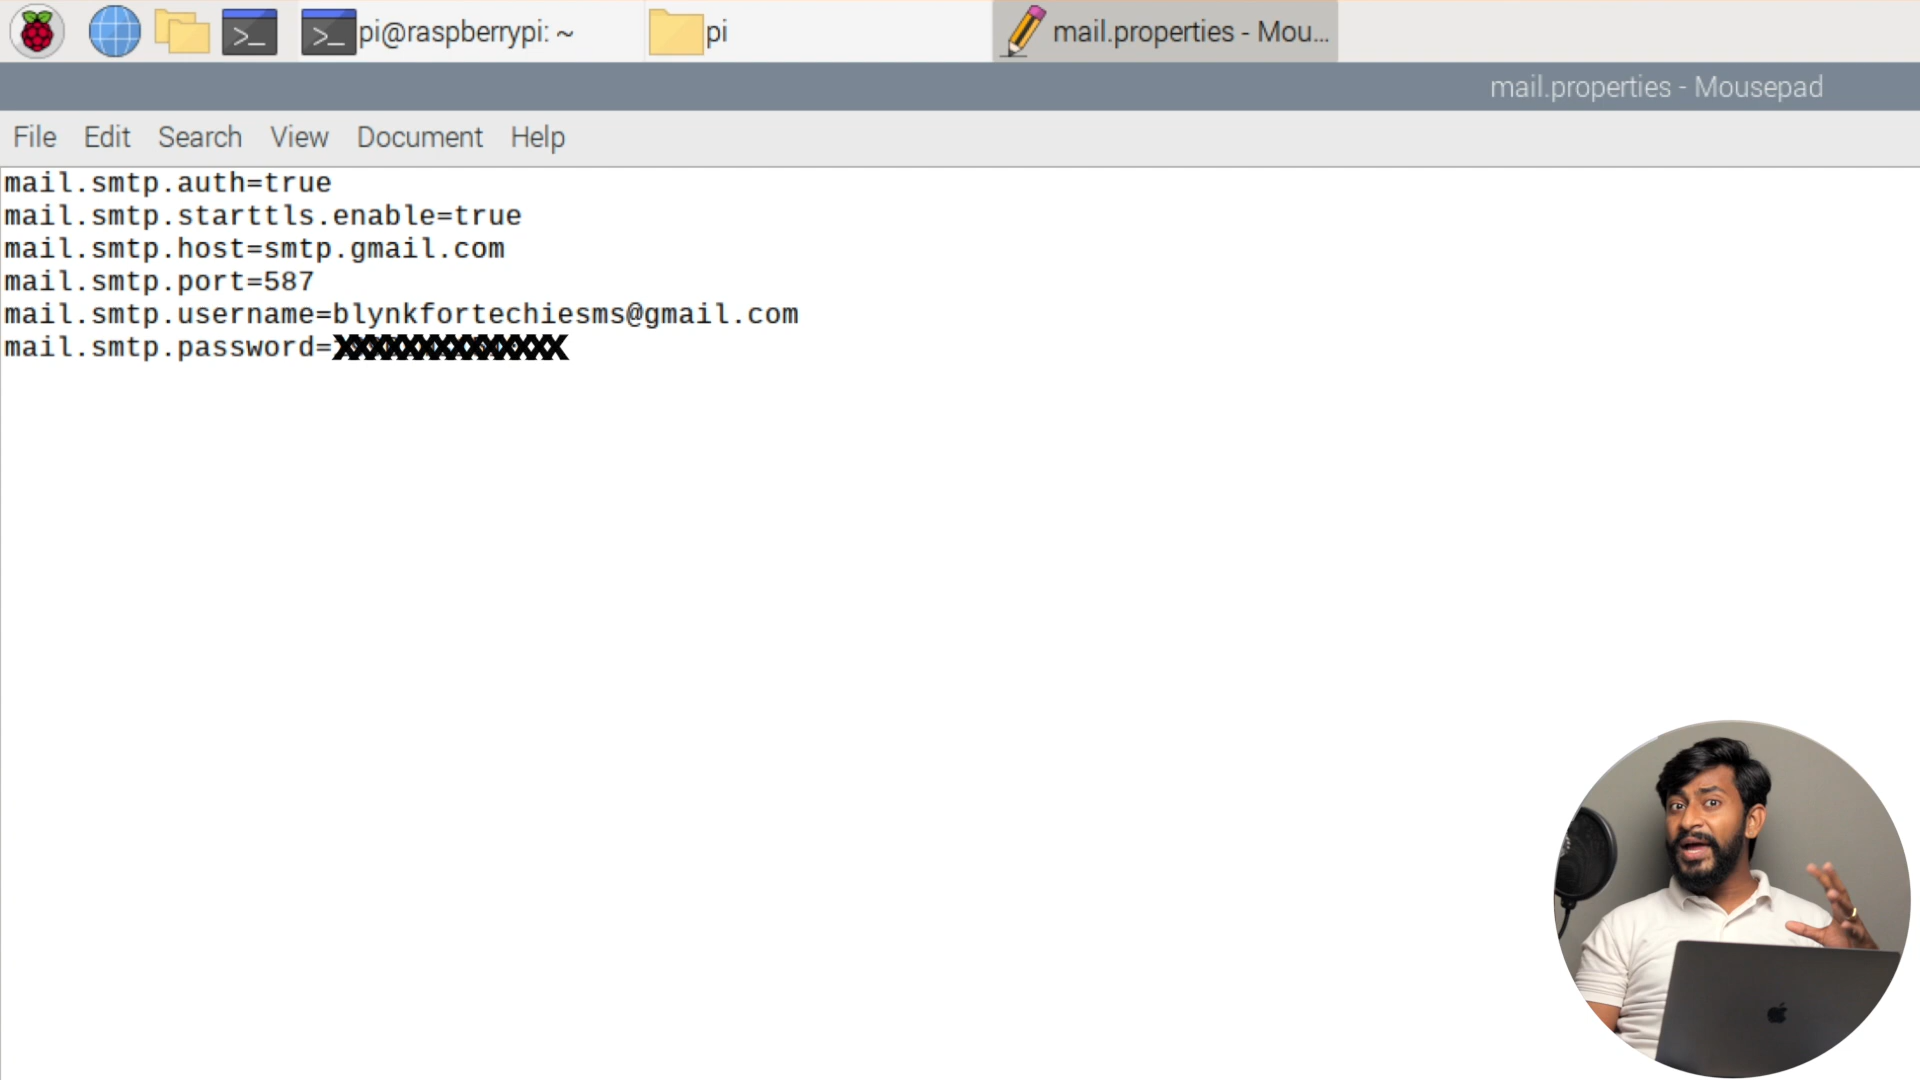 pi@raspberrypi: ~
pi
mail.properties - Mou...
mail.properties - Mousepad
File Edit Search View Document Help
mail.smtp.auth=true
mail.smtp.starttls.enable=true
mail.smtp.host=smtp.gmail.com
mail.smtp.port=587
mail.smtp.username=blynkfortechiesms@gmail.com
mail.smtp.password=XXXXXXXXXXXXXX